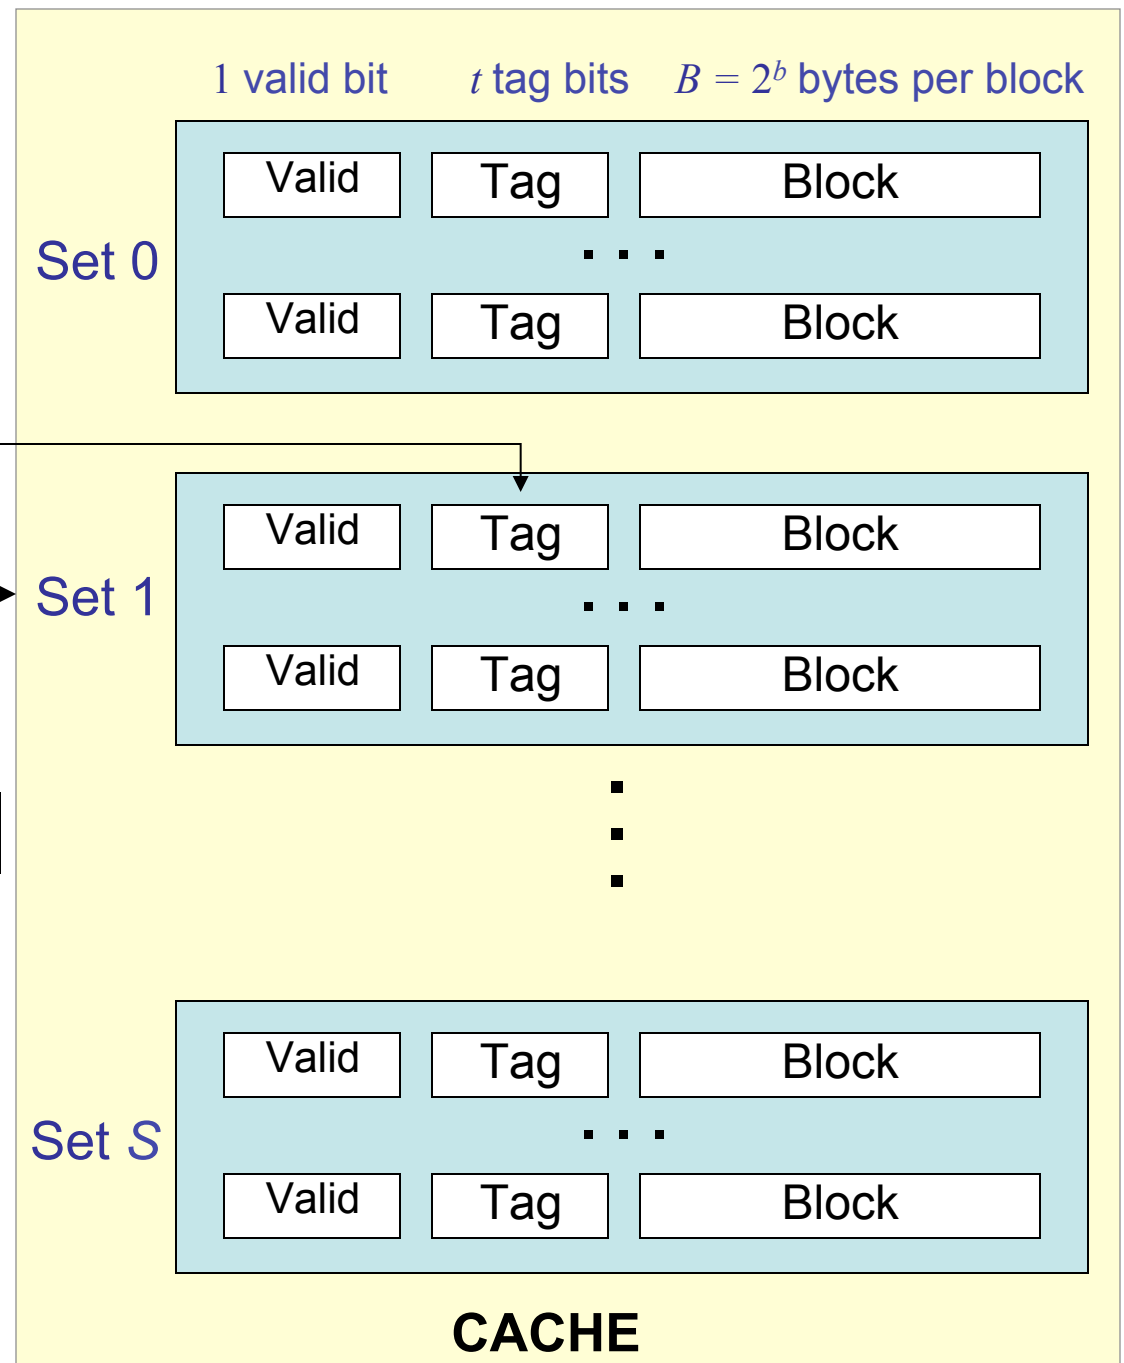 1 valid bit t tag bits B = 2^b bytes per block
Valid Tag Block
Set 0
. . .
Valid Tag Block
Valid Tag Block
Set 1
. . .
Valid Tag Block
.
.
.
Valid Tag Block
Set S
. . .
Valid Tag Block
CACHE